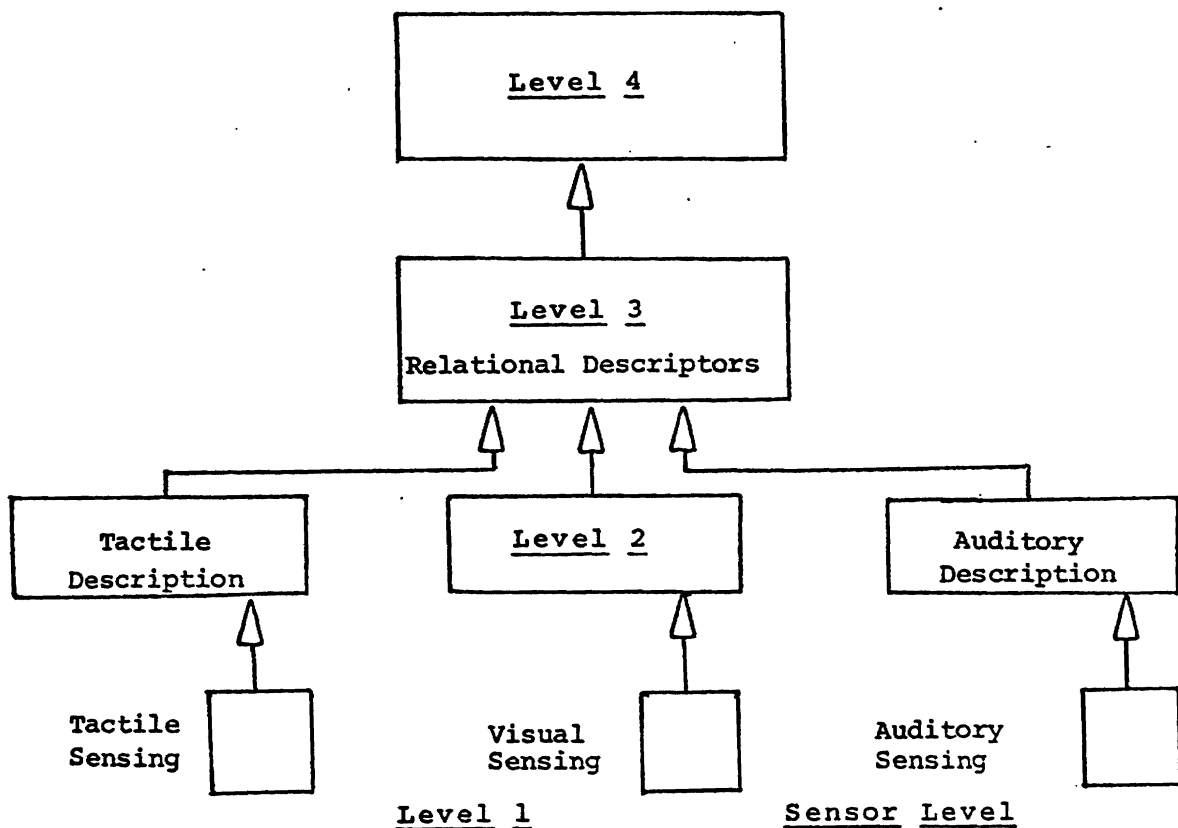 Level 4
Level 3
Relational Descriptors
Tactile
Description
Level 2
Auditory
Description
Tactile
Sensing
Visual
Sensing
Auditory
Sensing
Level 1
Sensor Level